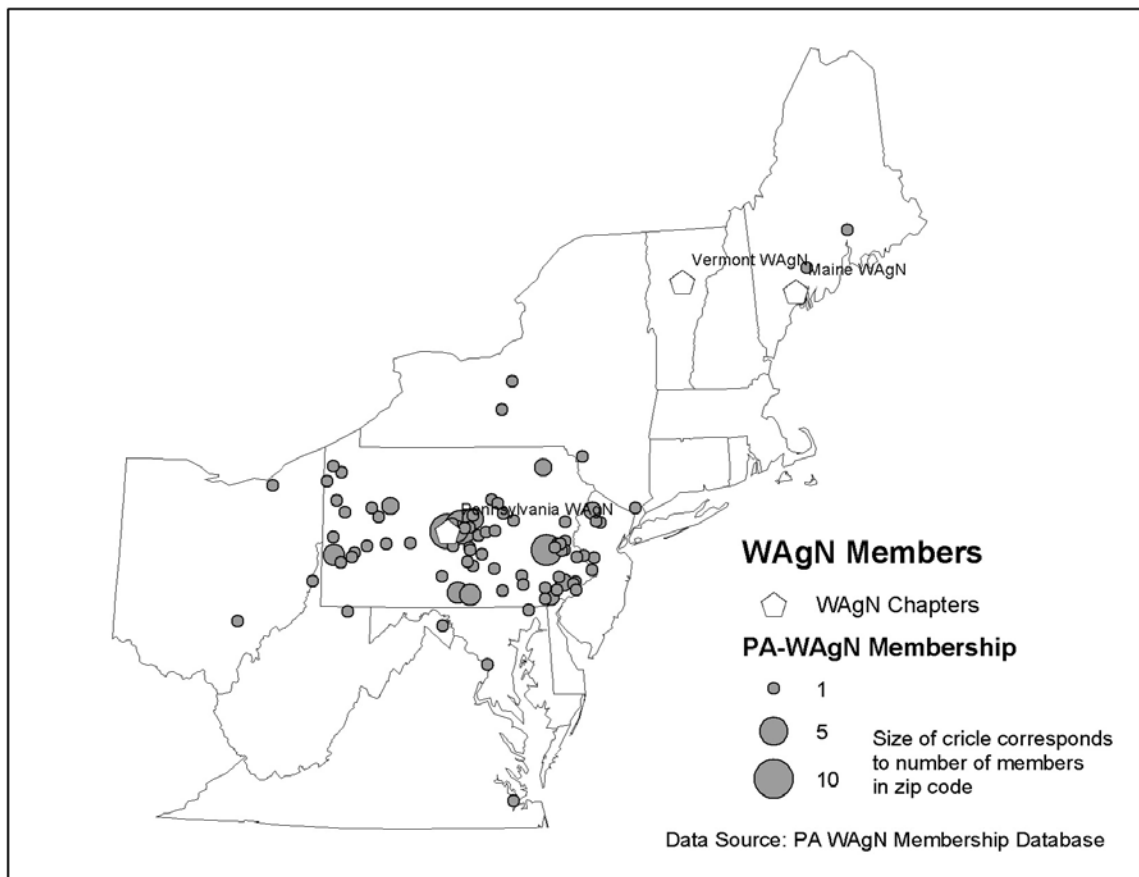 Vermont WAgN
Maine WAgN
Pennsylvania WAgN
WAgN Members
WAgN Chapters
PA-WAgN Membership
1
5
10
Size of cricle corresponds
to number of members
in zip code
Data Source: PA WAgN Membership Database